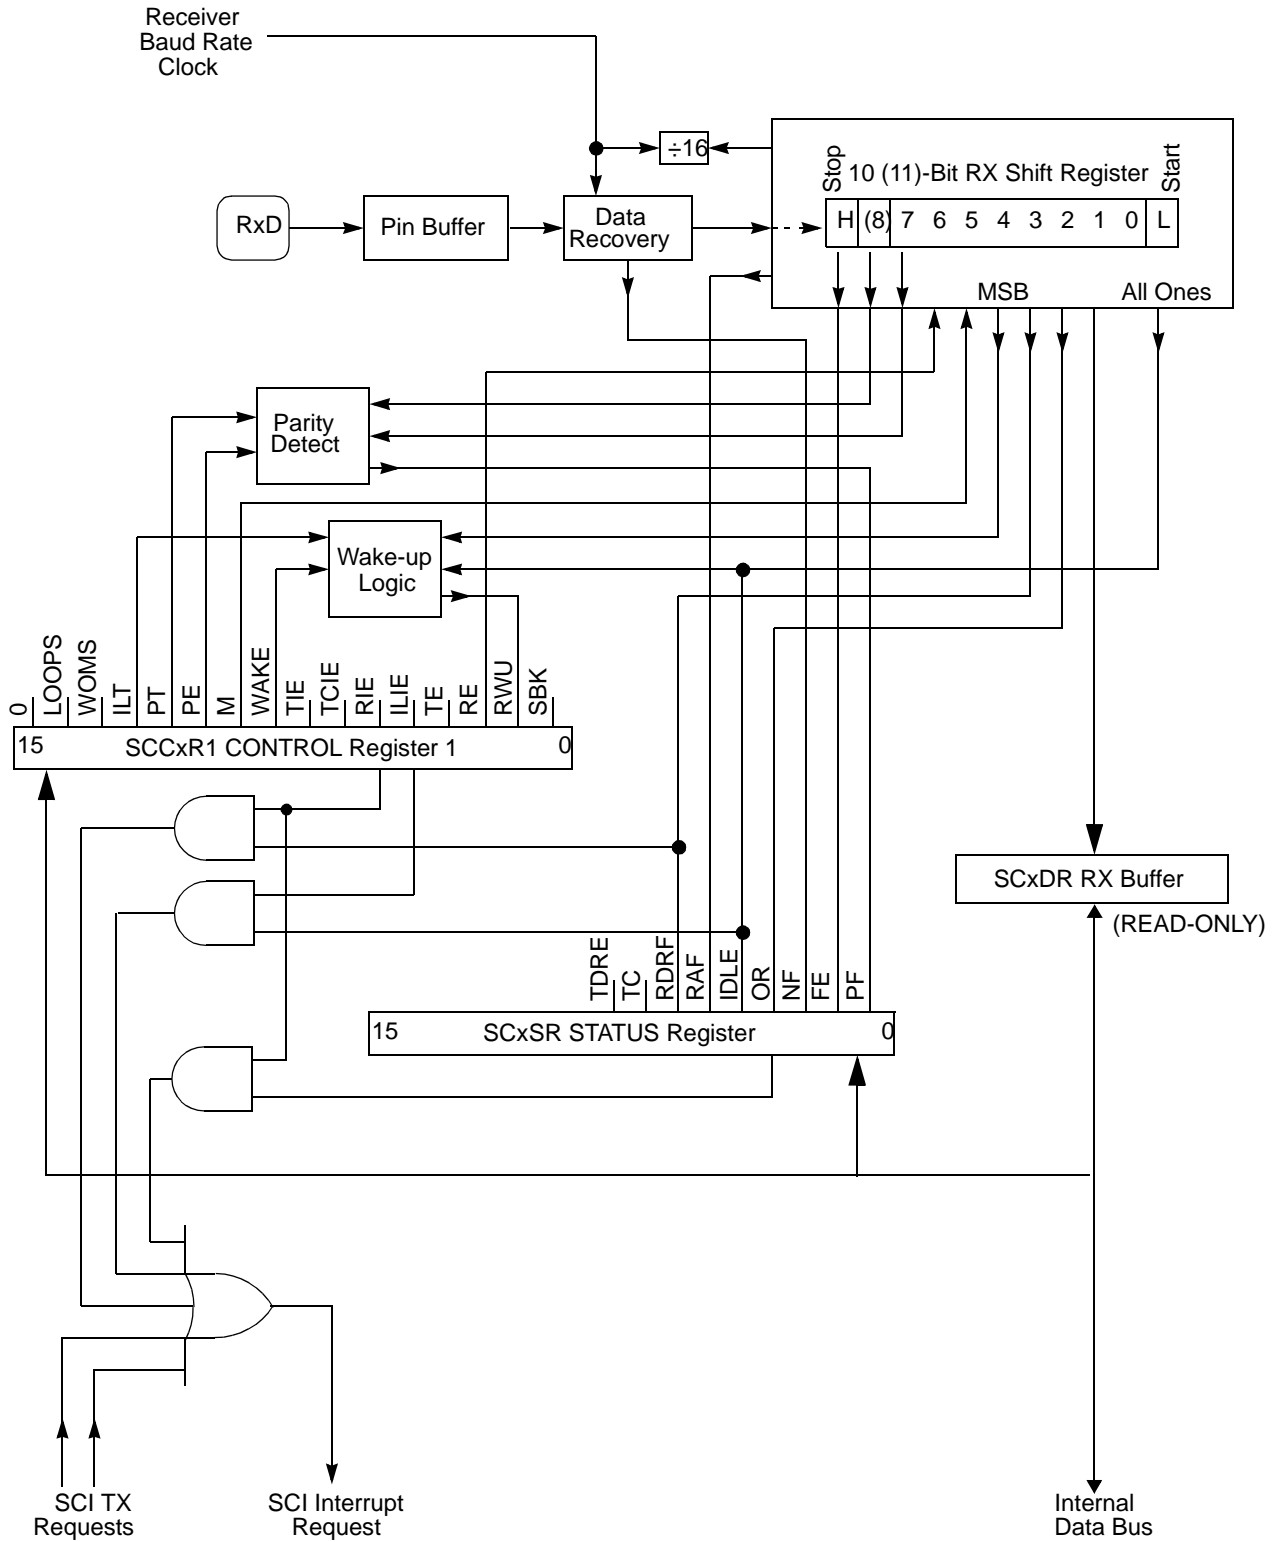 Receiver
Baud Rate
Clock
÷16
Stop
10 (11)-Bit RX Shift Register
Start
RxD
Pin Buffer
Data
Recovery
H (8) 7 6 5 4 3 2 1 0 L
MSB
All Ones
Parity
Detect
Wake-up
Logic
0
LOOPS
WOMS
ILT
PT
PE
M
WAKE
TIE
TCIE
RIE
ILIE
TE
RE
RWU
SBK
15 SCCxR1 CONTROL Register 1 0
SCxDR RX Buffer
(READ-ONLY)
TDRE
TC
RDRF
RAF
IDLE
OR
NF
FE
PF
15 SCxSR STATUS Register 0
SCI TX
Requests
SCI Interrupt
Request
Internal
Data Bus